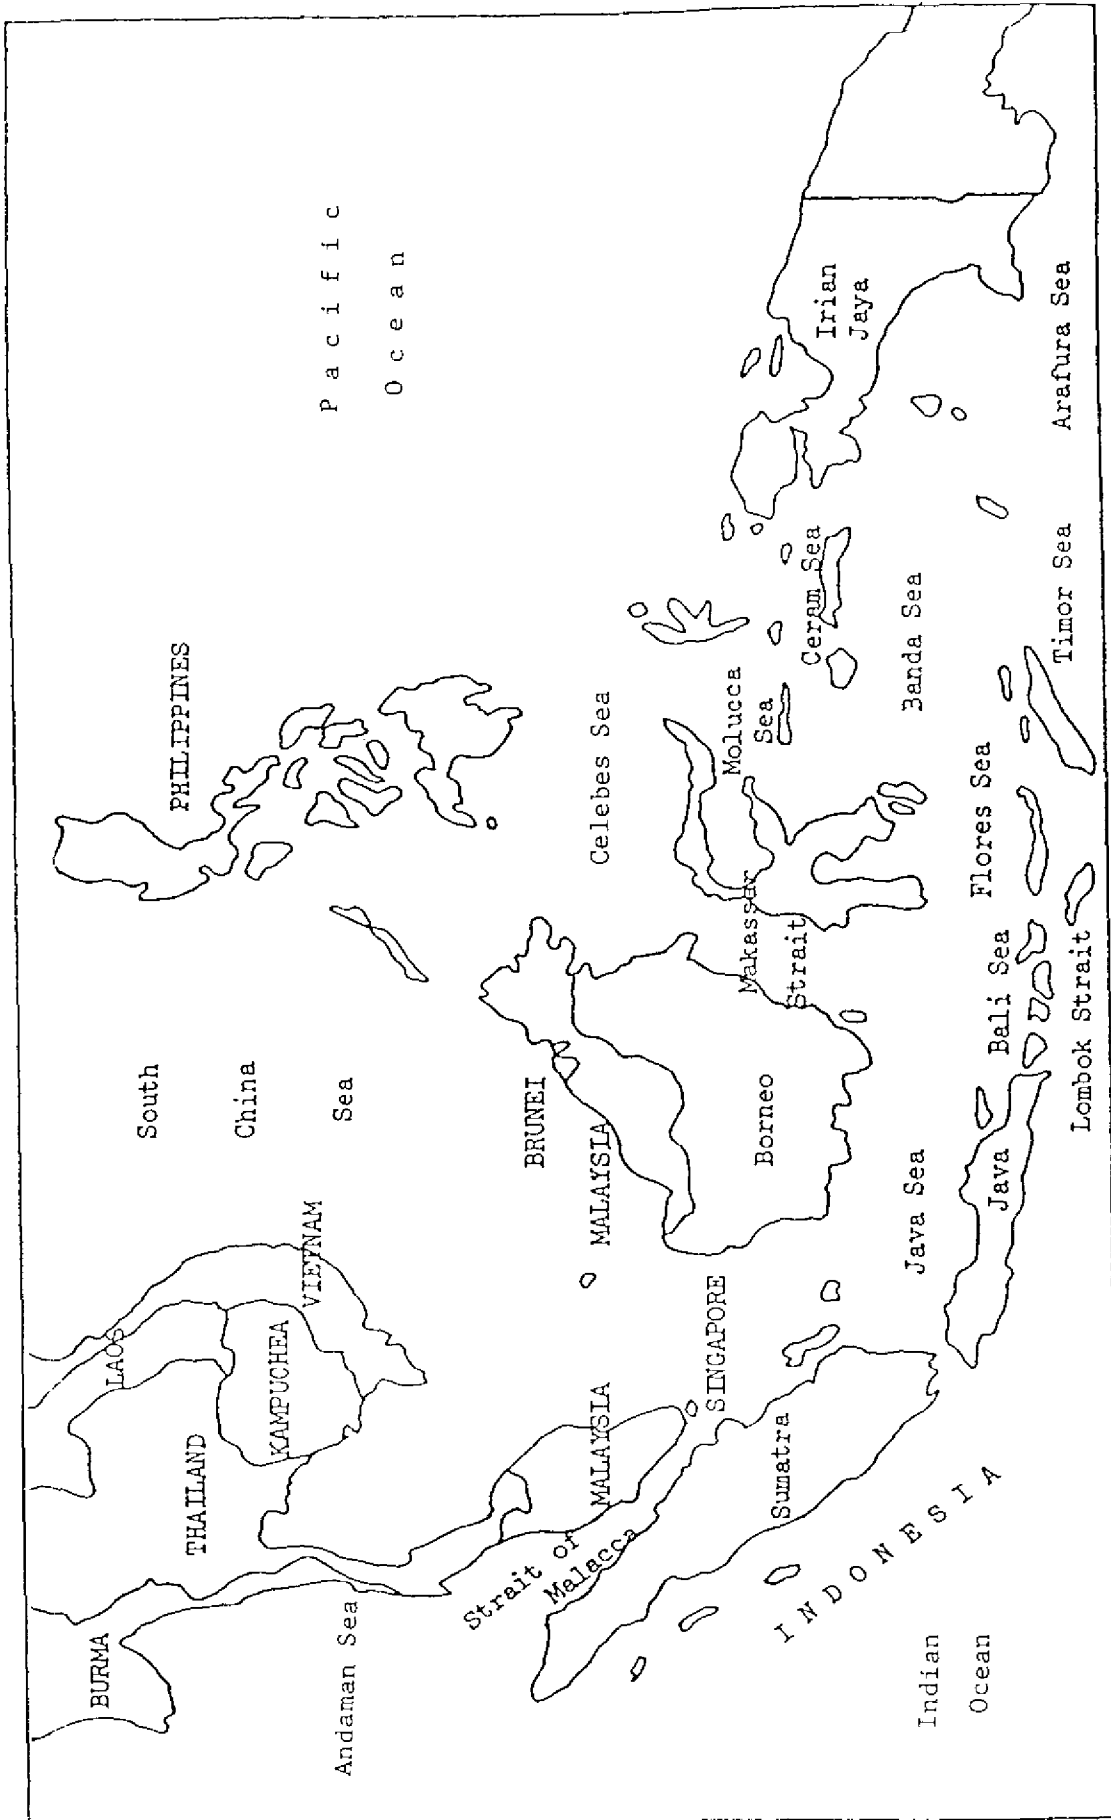 BURMA
LAOS
THAILAND
KAMPUCHEA
VIETNAM
South
China
Sea
PHILIPPINES
Pacific
Ocean
Andaman Sea
Strait of
Malacca
MALAYSIA
SINGAPORE
BRUNEI
MALAYSIA
Celebes Sea
Sumatra
Borneo
Makassar
Strait
Molucca
Sea
Ceram Sea
Irian
Jaya
INDONESIA
Java Sea
Banda Sea
Indian
Ocean
Java
Bali Sea
Flores Sea
Lombok Strait
Timor Sea
Arafura Sea